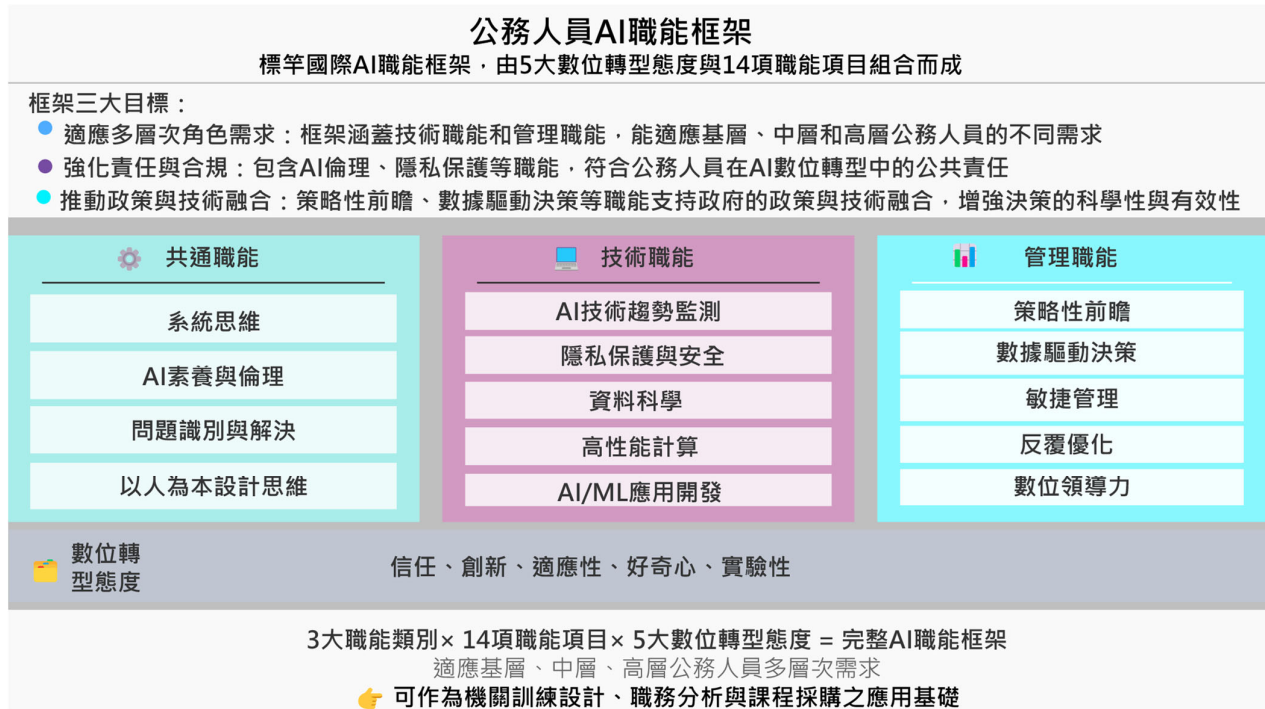 公務人員AI職能框架
標竿國際AI職能框架，由5大數位轉型態度與14項職能項目組合而成
框架三大目標：
適應多層次角色需求：框架涵蓋技術職能和管理職能，能適應基層、中層和高層公務人員的不同需求
強化責任與合規：包含AI倫理、隱私保護等職能，符合公務人員在AI數位轉型中的公共責任
推動政策與技術融合：策略性前瞻、數據驅動決策等職能支持政府的政策與技術融合，增強決策的科學性與有效性
共通職能
系統思維
AI素養與倫理
問題識別與解決
以人為本設計思維
技術職能
AI技術趨勢監測
隱私保護與安全
資料科學
高性能計算
AI/ML應用開發
管理職能
策略性前瞻
數據驅動決策
敏捷管理
反覆優化
數位領導力
數位轉
型態度
信任、創新、適應性、好奇心、實驗性
3大職能類別× 14項職能項目× 5大數位轉型態度 = 完整AI職能框架
適應基層、中層、高層公務人員多層次需求
可作為機關訓練設計、職務分析與課程採購之應用基礎